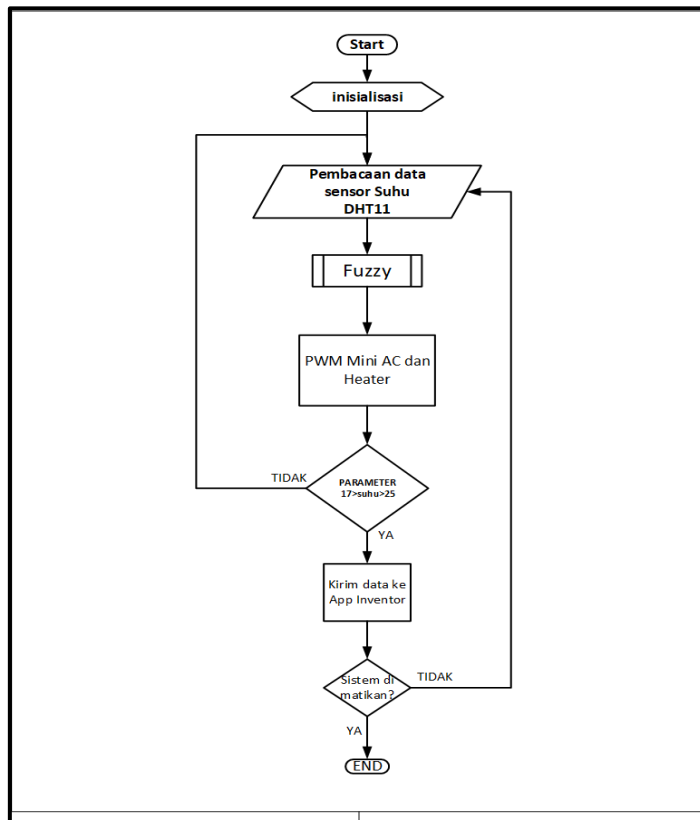 Start
inisialisasi
Pembacaan data
sensor Suhu
DHT11
Fuzzy
PWM Mini AC dan
Heater
TIDAK
PARAMETER
17>suhu>25
YA
Kirim data ke
App Inventor
Sistem di
matikan?
TIDAK
YA
END